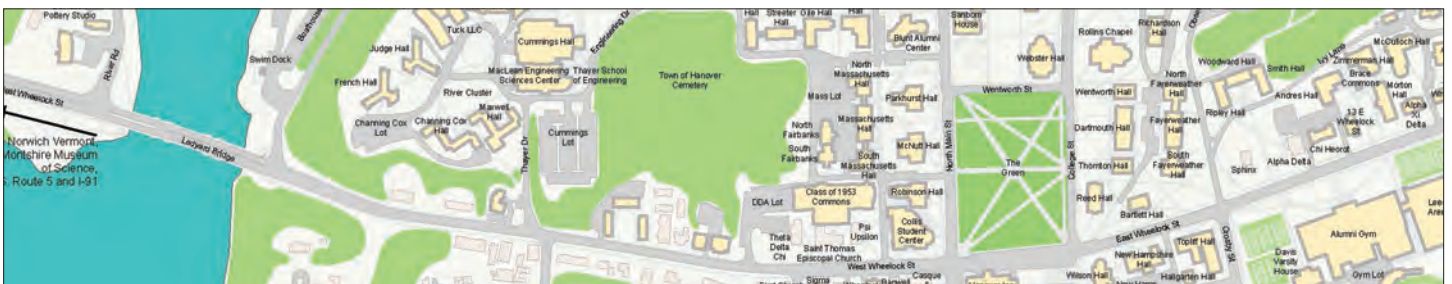 Pottery Studio
River Rd
West Wheelock St
Norwich Vermont,
Montshire Museum
of Science,
Route 5 and I-91
Ledyard Bridge
Swim Dock
Boathouse
Tuck LLC
Judge Hall
French Hall
Cummings Hall
Engineering Dr
MacLean Engineering
Sciences Center
Thayer School
of Engineering
River Cluster
Maxwell
Hall
Channing Cox
Lot
Channing Cox
Hall
Thayer Dr
Cummings
Lot
Town of Hanover
Cemetery
Hall
Streeter
Hall
Gile Hall
Hall
Blunt Alumni
Center
North
Massachusetts
Hall
Mass Lot
Parkhurst Hall
Massachusetts
Hall
North
Fairbanks
South
Fairbanks
McNutt Hall
South
Massachusetts
Hall
DDA Lot
Class of 1953
Commons
Robinson Hall
Collis
Student
Center
Psi
Upsilon
Theta
Delta
Chi
Saint Thomas
Episcopal Church
West Wheelock St
Sigma
Casque
Sanborn
House
Webster Hall
Rollins Chapel
Richardson
Hall
Wentworth St
North Main St
The
Green
College St
Wentworth Hall
North
Fayerweather
Hall
Dartmouth
Hall
Fayerweather
Hall
Thornton Hall
South
Fayerweather
Hall
Reed Hall
Bartlett Hall
East Wheelock St
Wilson Hall
New Hampshire
Hall
Topliff Hall
Hallgarten Hall
Crosby St
Davis
Varsity
House
Alumni Gym
Gym Lot
Woodward Hall
Smith Hall
Ivy Lane
Ripley Hall
Andres Hall
Zimmerman Hall
McCulloch Hall
Brace
Commons
Morton
Hall
13 E
Wheelock
St
Alpha
Xi
Delta
Chi Heorot
Alpha Delta
Sphinx